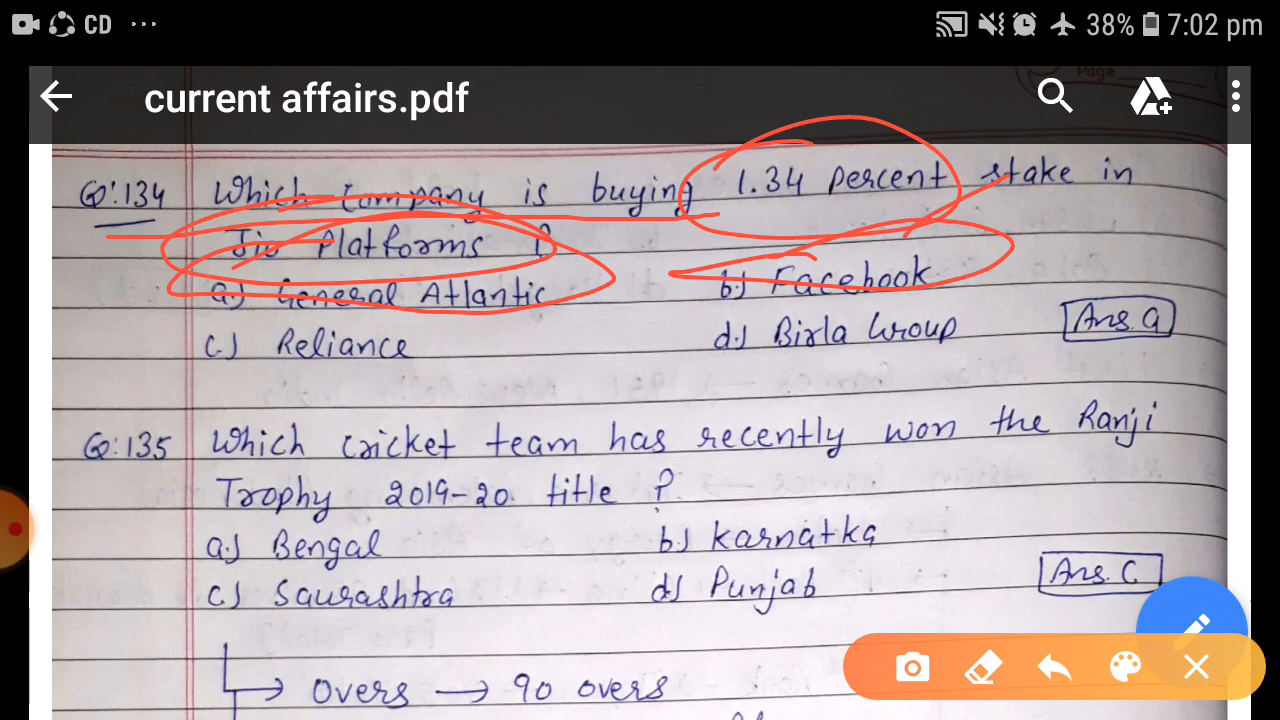 CD ... 38% 7:02 pm
current affairs.pdf
Page
Q:134 Which Company is buying 1.34 percent stake in
Jio Platforms ?
a.) General Atlantic b.) Facebook
c.) Reliance d.) Birla Group Ans. a
Q:135 Which cricket team has recently won the Ranji
Trophy 2019-20 title ?
a.) Bengal b.) Karnatka
c.) Saurashtra d.) Punjab Ans. C
→ Overs → 90 overs